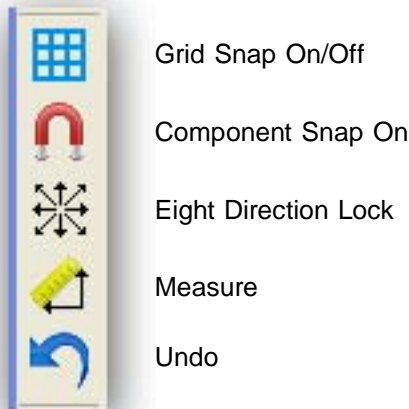 Grid Snap On/Off
Component Snap On
Eight Direction Lock
Measure
Undo